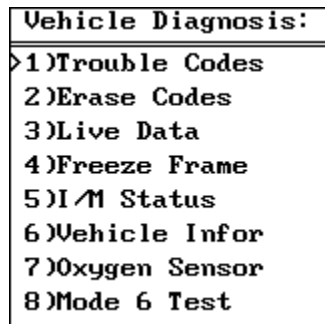 Vehicle Diagnosis:
>1)Trouble Codes
2)Erase Codes
3)Live Data
4)Freeze Frame
5)I/M Status
6)Vehicle Infor
7)Oxygen Sensor
8)Mode 6 Test